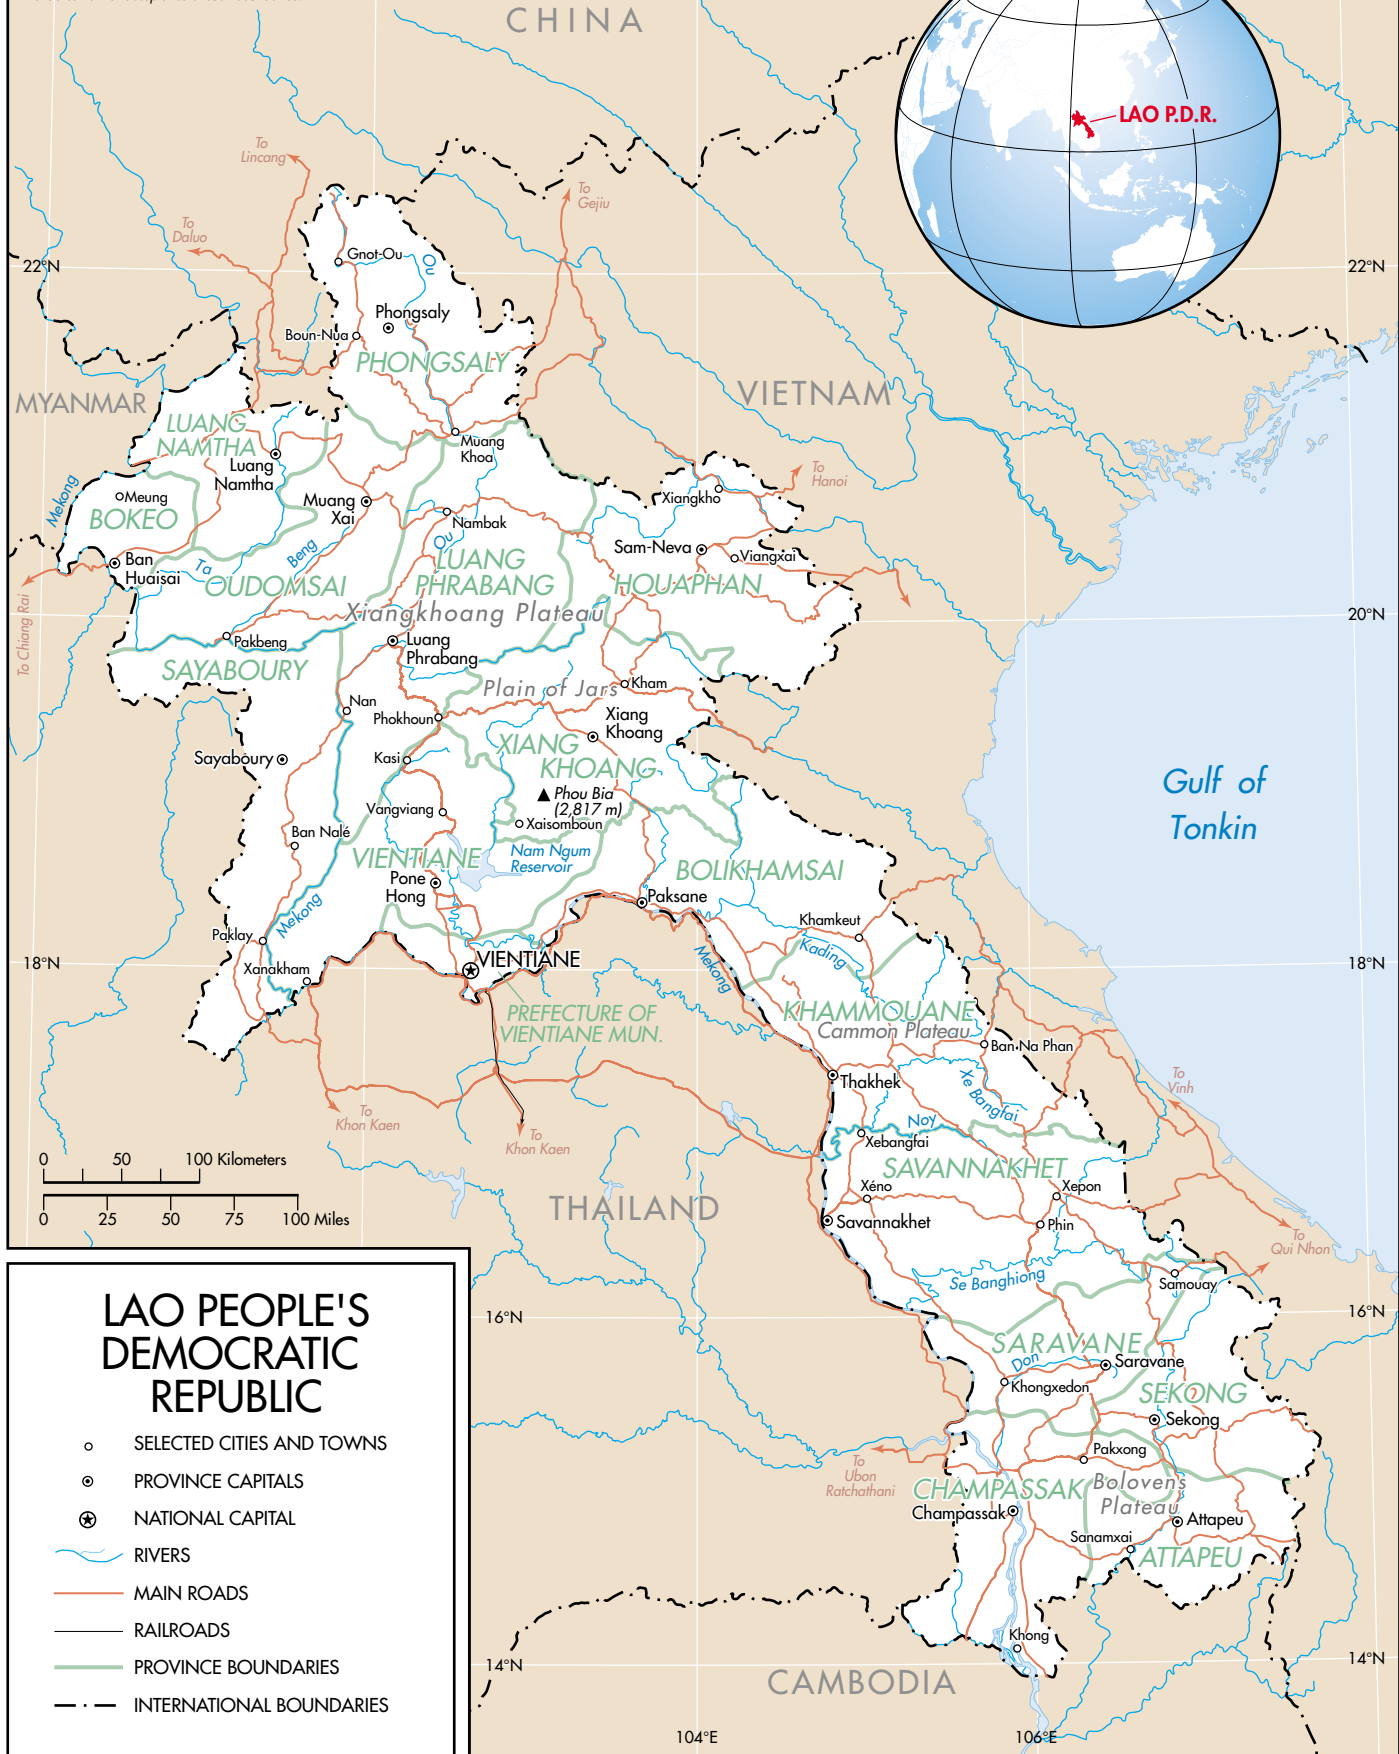 CHINA
LAO P.D.R.
To
Lincang
To
Gejiu
To
Daluo
22°N
22°N
Gnot-Ou
Ou
Phongsaly
Boun-Nua
PHONGSALY
MYANMAR
VIETNAM
LUANG
NAMTHA
Luang
Namtha
Muang
Khoa
To
Hanoi
Mekong
Meung
BOKEO
Muang
Xai
Nambak
Xiangkho
Ou
Beng
Ta
Ban
Huaisai
Sam-Neva
Viangxai
LUANG
PHRABANG
HOUAPHAN
OUDOMSAI
Xiangkhoang Plateau
To Chiang Rai
20°N
Pakbeng
Luang
Phrabang
SAYABOURY
Plain of Jars
Kham
Nan
Phokhoun
Xiang
Khoang
Sayaboury
Kasi
XIANG
KHOANG
Phou Bia
(2,817 m)
Gulf of
Tonkin
Vangviang
Xaisomboun
Ban Nalé
VIENTIANE
Nam Ngum
Reservoir
BOLIKHAMSAI
Pone
Hong
Paksane
Mekong
Khamkeut
Paklay
Kading
Mekong
Xanakham
VIENTIANE
18°N
18°N
PREFECTURE OF
VIENTIANE MUN.
KHAMMOUANE
Cammon Plateau
Ban Na Phan
Thakhek
Xe Bangfai
To
Vinh
To
Khon Kaen
To
Khon Kaen
Noy
Xebangfai
0 50 100 Kilometers
0 25 50 75 100 Miles
SAVANNAKHET
THAILAND
Xéno
Xepon
Savannakhet
Phin
To
Qui Nhon
Se Banghiong
Samouay
16°N
16°N
SARAVANE
Don
Saravane
Khongxedon
SEKONG
Sekong
Pakxong
To
Ubon
Ratchathani
CHAMPASSAK
Bolovens
Plateau
Champassak
Attapeu
Sanamxai
ATTAPEU
Khong
14°N
14°N
CAMBODIA
104°E
106°E
LAO PEOPLE'S
DEMOCRATIC
REPUBLIC
SELECTED CITIES AND TOWNS
PROVINCE CAPITALS
NATIONAL CAPITAL
RIVERS
MAIN ROADS
RAILROADS
PROVINCE BOUNDARIES
INTERNATIONAL BOUNDARIES